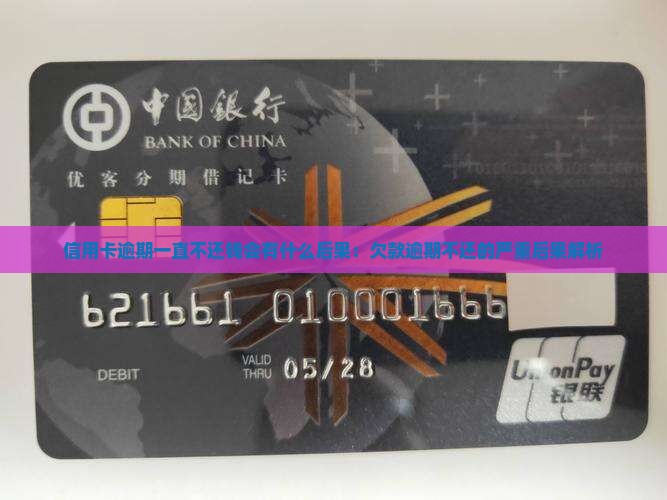 中国銀行
BANK OF CHINA
优客分期借记卡
信用卡逾期一直不还钱会有什么后果：欠款逾期不还的严重后果解析
621661 010001666
DEBIT
VALID THRU 05/28
UnionPay
银联